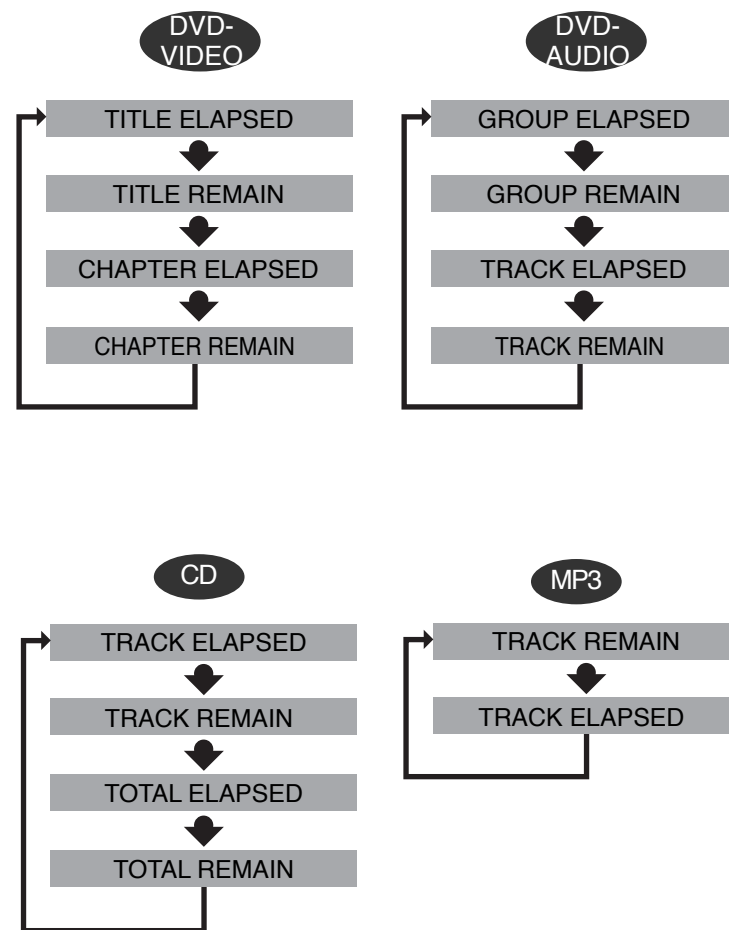 DVD-
VIDEO
TITLE ELAPSED
TITLE REMAIN
CHAPTER ELAPSED
CHAPTER REMAIN
DVD-
AUDIO
GROUP ELAPSED
GROUP REMAIN
TRACK ELAPSED
TRACK REMAIN
CD
TRACK ELAPSED
TRACK REMAIN
TOTAL ELAPSED
TOTAL REMAIN
MP3
TRACK REMAIN
TRACK ELAPSED